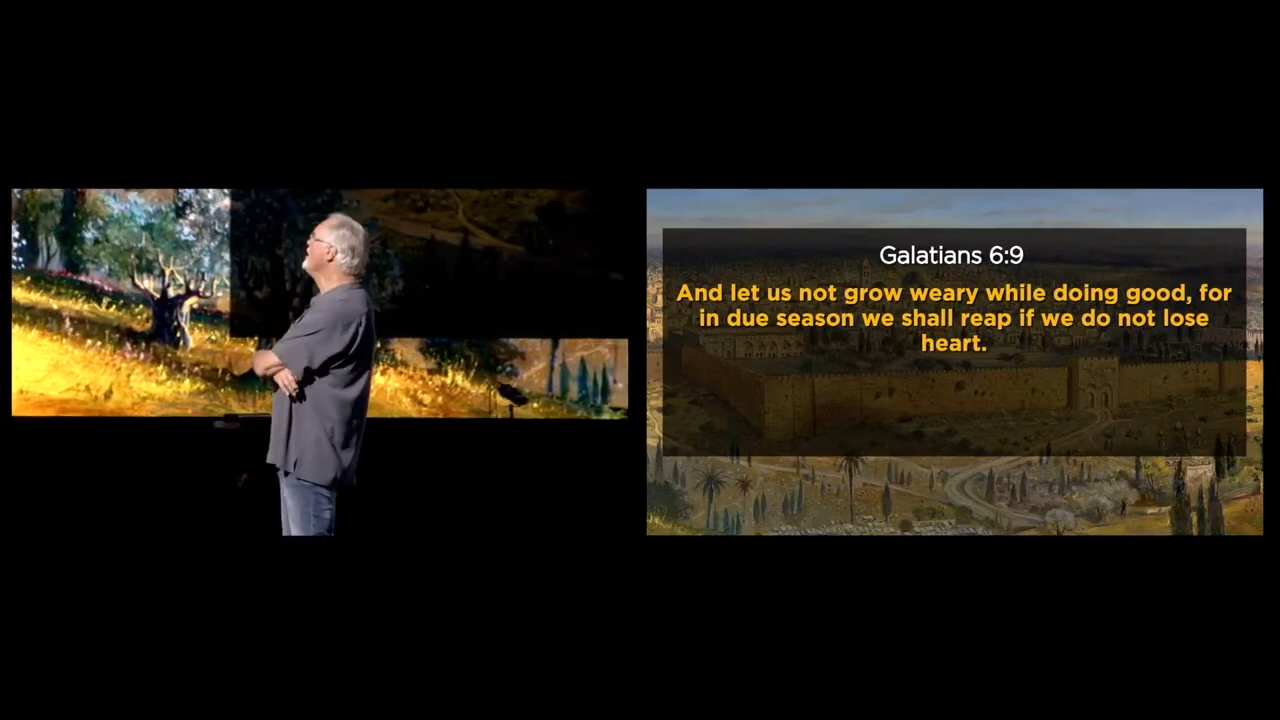 Galatians 6:9
And let us not grow weary while doing good, for
in due season we shall reap if we do not lose
heart.